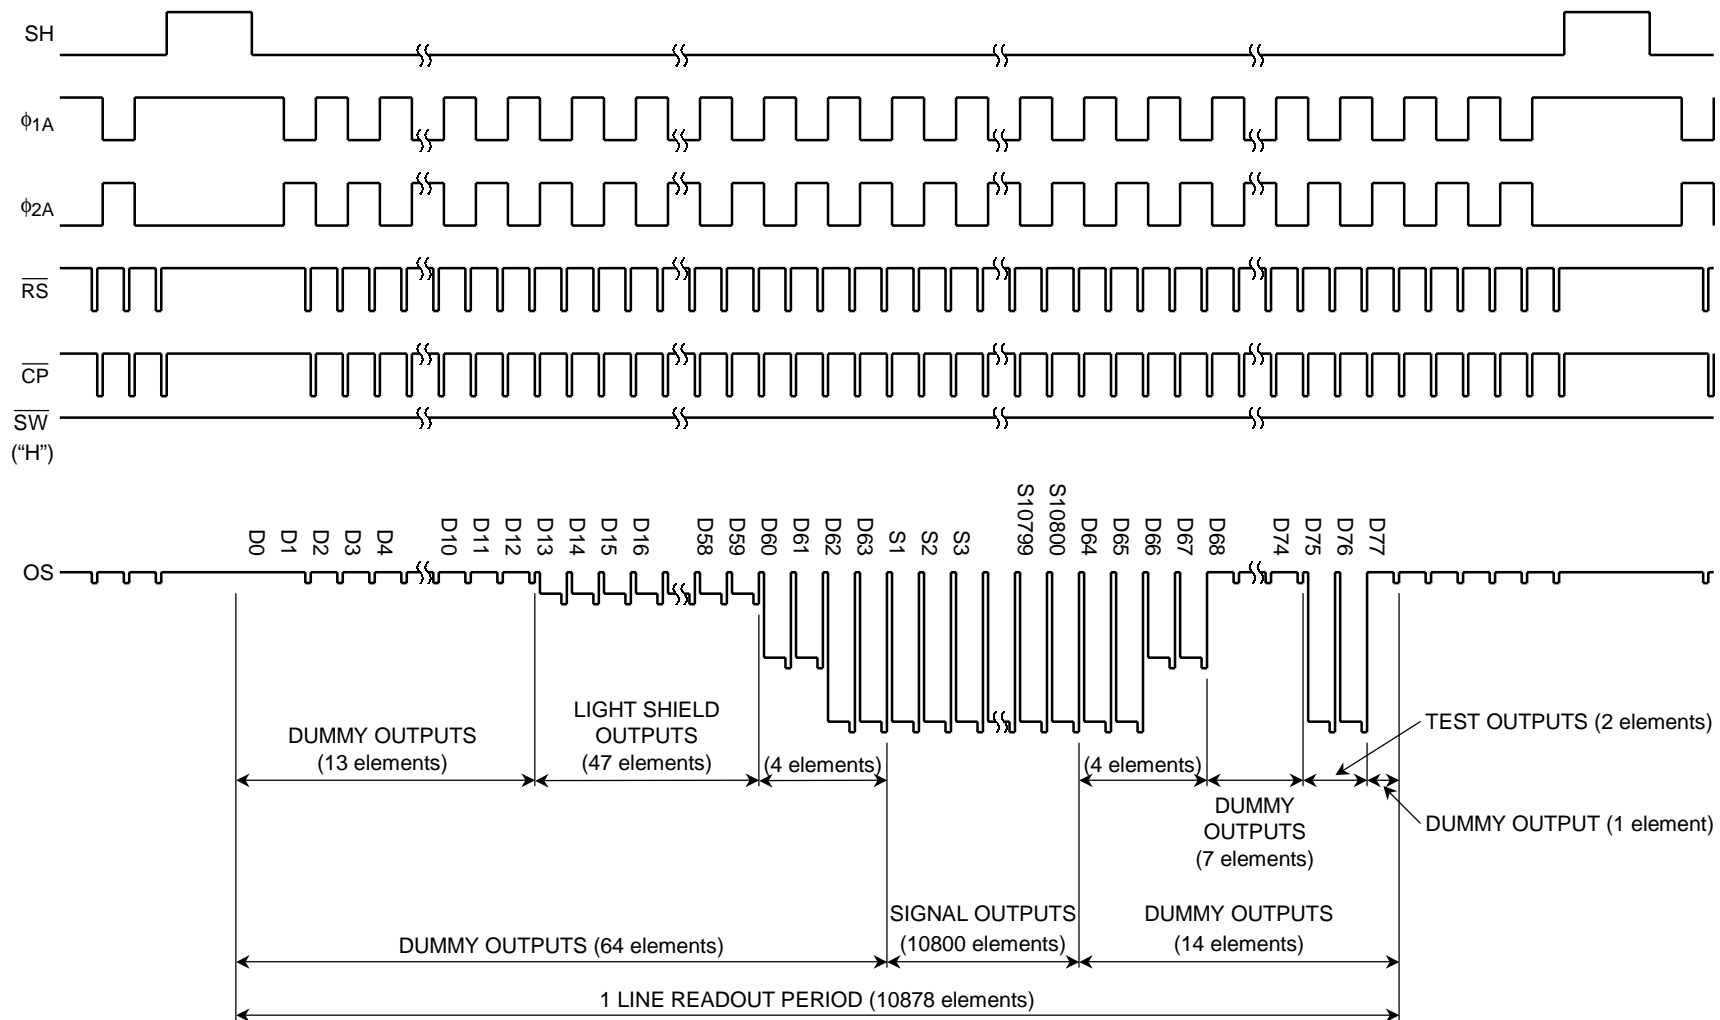 SH
ϕ1A
ϕ2A
RS
CP
SW
("H")
OS
D0
D1
D2
D3
D4
D10
D11
D12
D13
D14
D15
D16
D58
D59
D60
D61
D62
D63
S1
S2
S3
S10799
S10800
D64
D65
D66
D67
D68
D74
D75
D76
D77
DUMMY OUTPUTS
(13 elements)
LIGHT SHIELD
OUTPUTS
(47 elements)
(4 elements)
(4 elements)
DUMMY
OUTPUTS
(7 elements)
TEST OUTPUTS (2 elements)
DUMMY OUTPUT (1 element)
DUMMY OUTPUTS (64 elements)
SIGNAL OUTPUTS
(10800 elements)
DUMMY OUTPUTS
(14 elements)
1 LINE READOUT PERIOD (10878 elements)